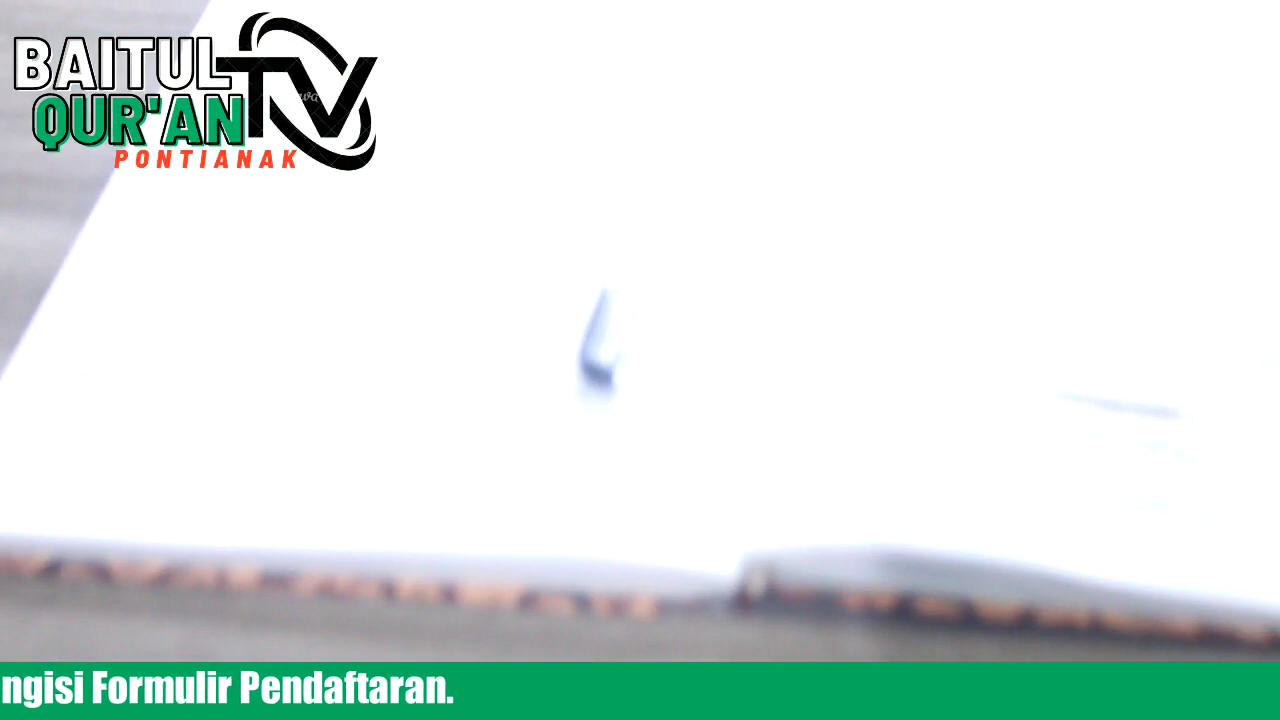 BAITUL
QUR'AN
TV
PONTIANAK
ngisi Formulir Pendaftaran.